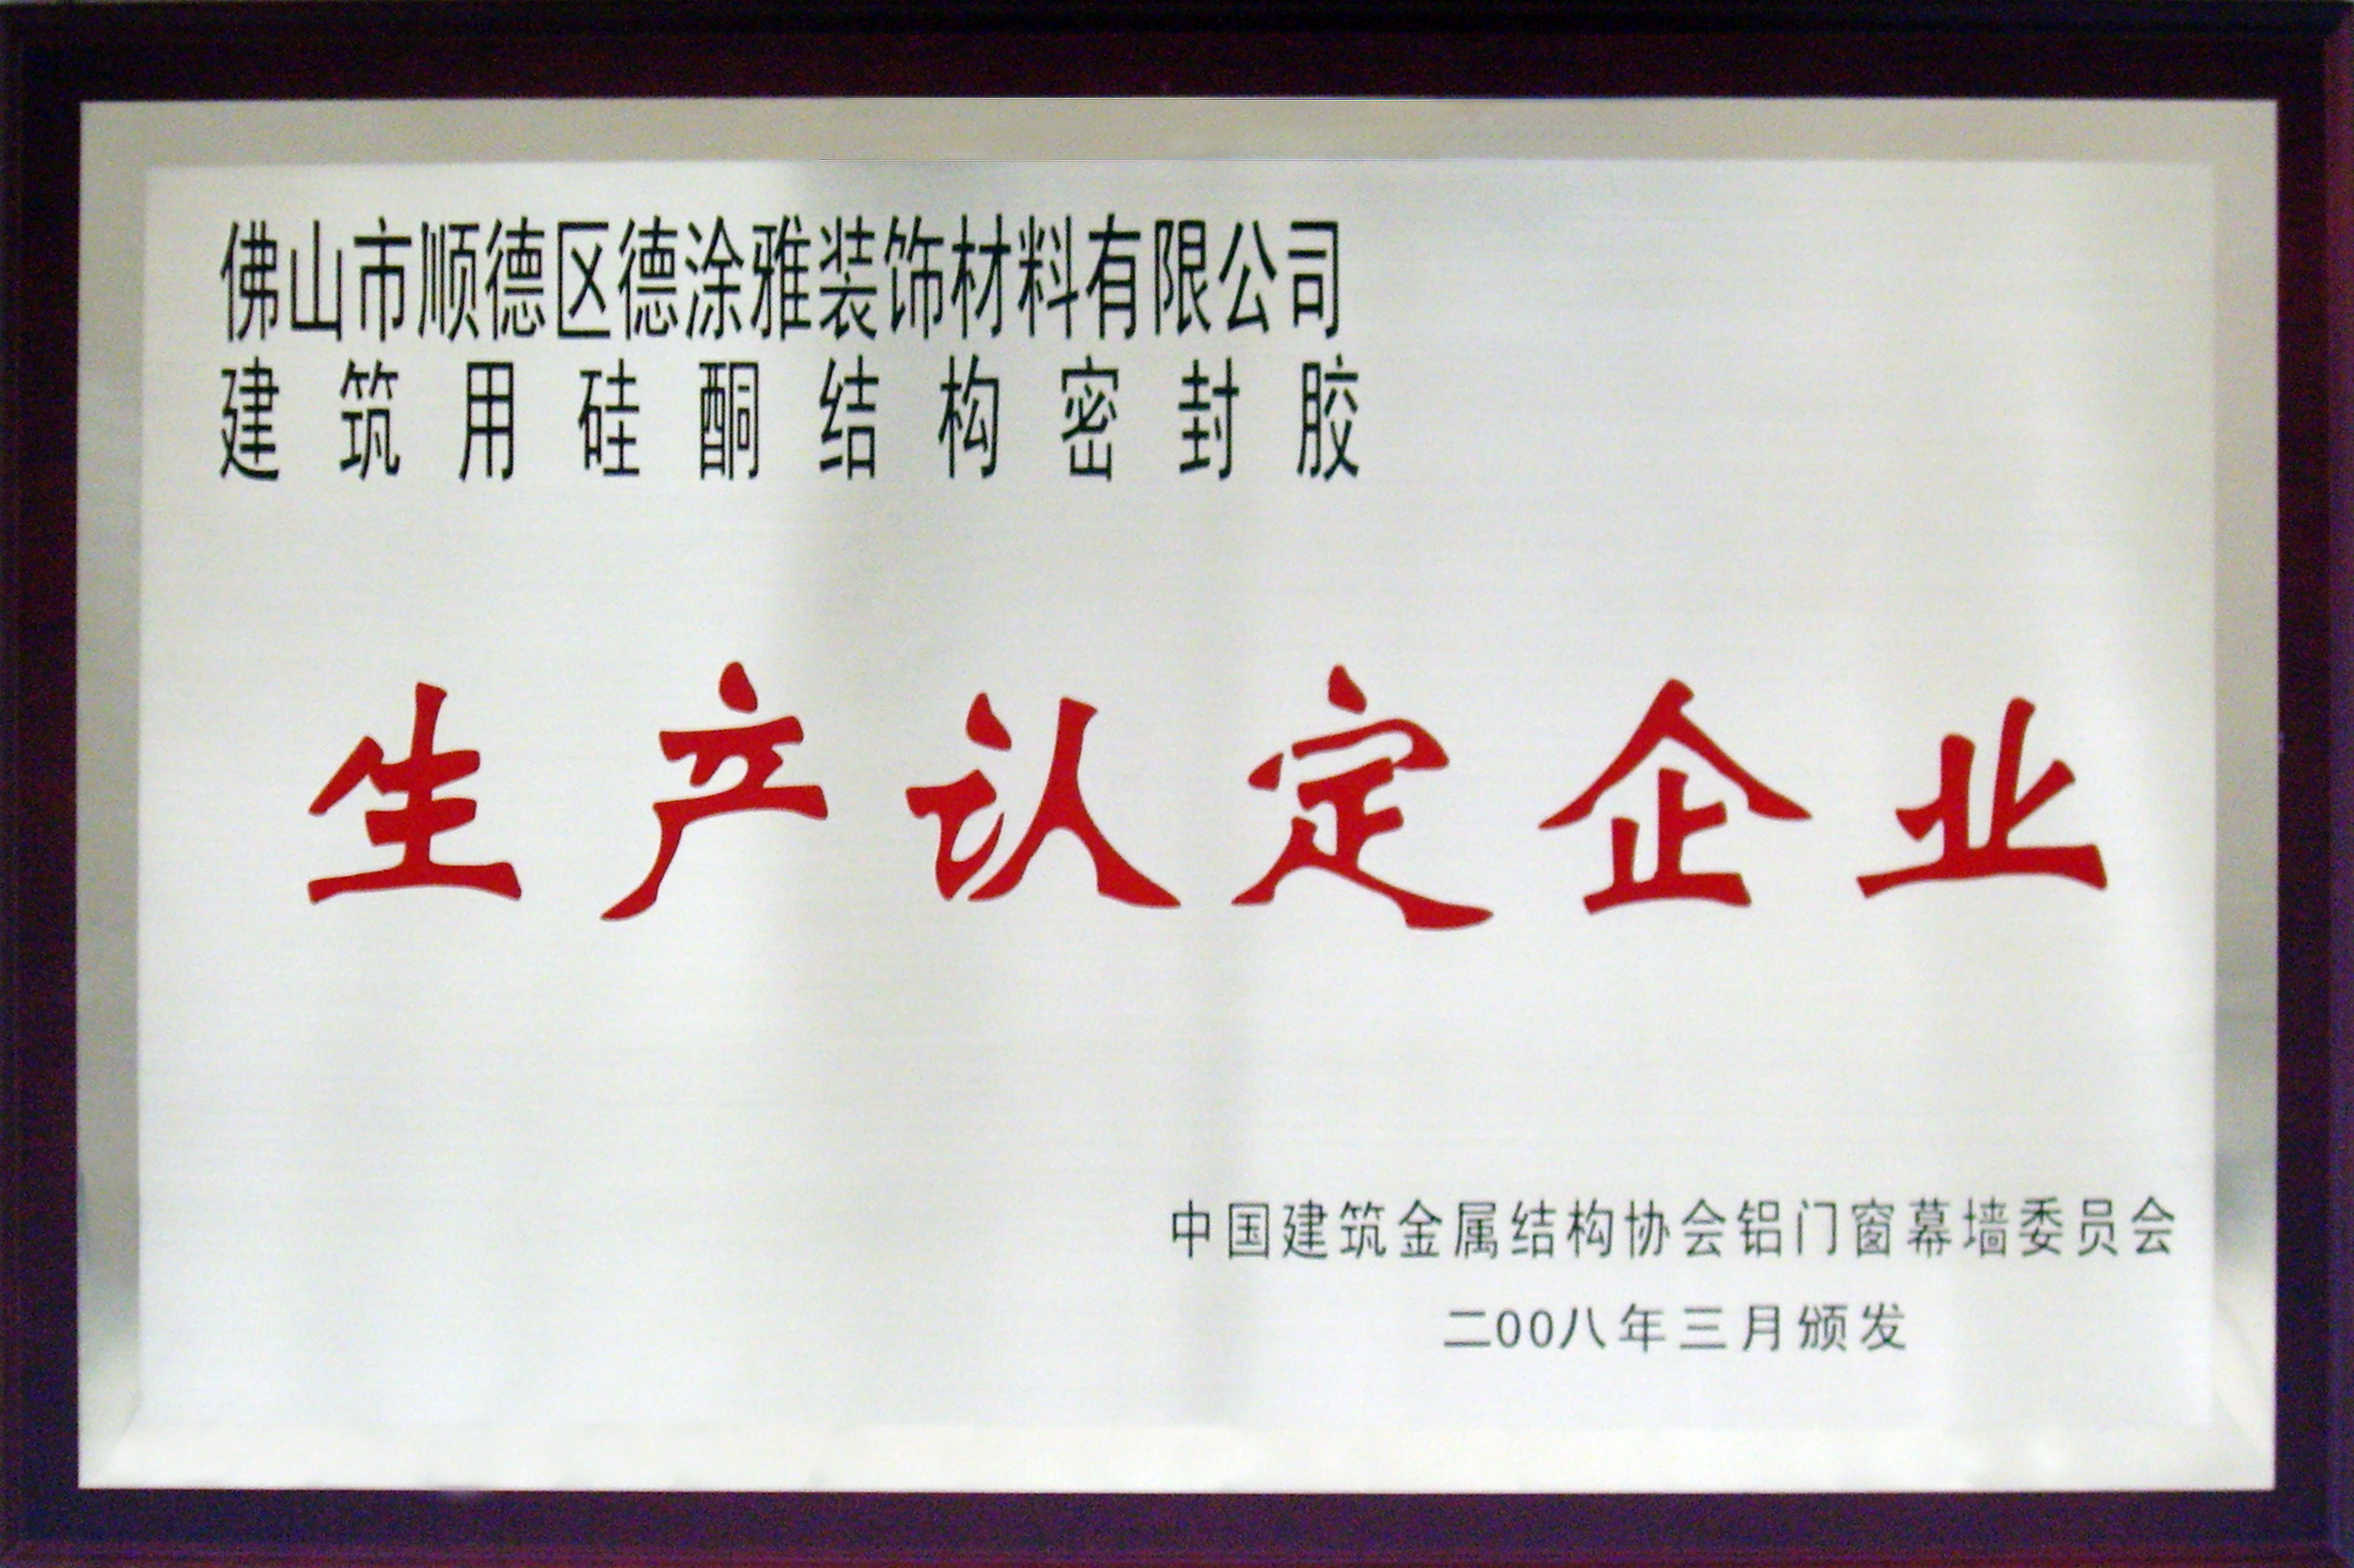 佛山市顺德区德涂雅装饰材料有限公司
建筑用硅酮结构密封胶
生产认定企业
中国建筑金属结构协会铝门窗幕墙委员会
二00八年三月颁发